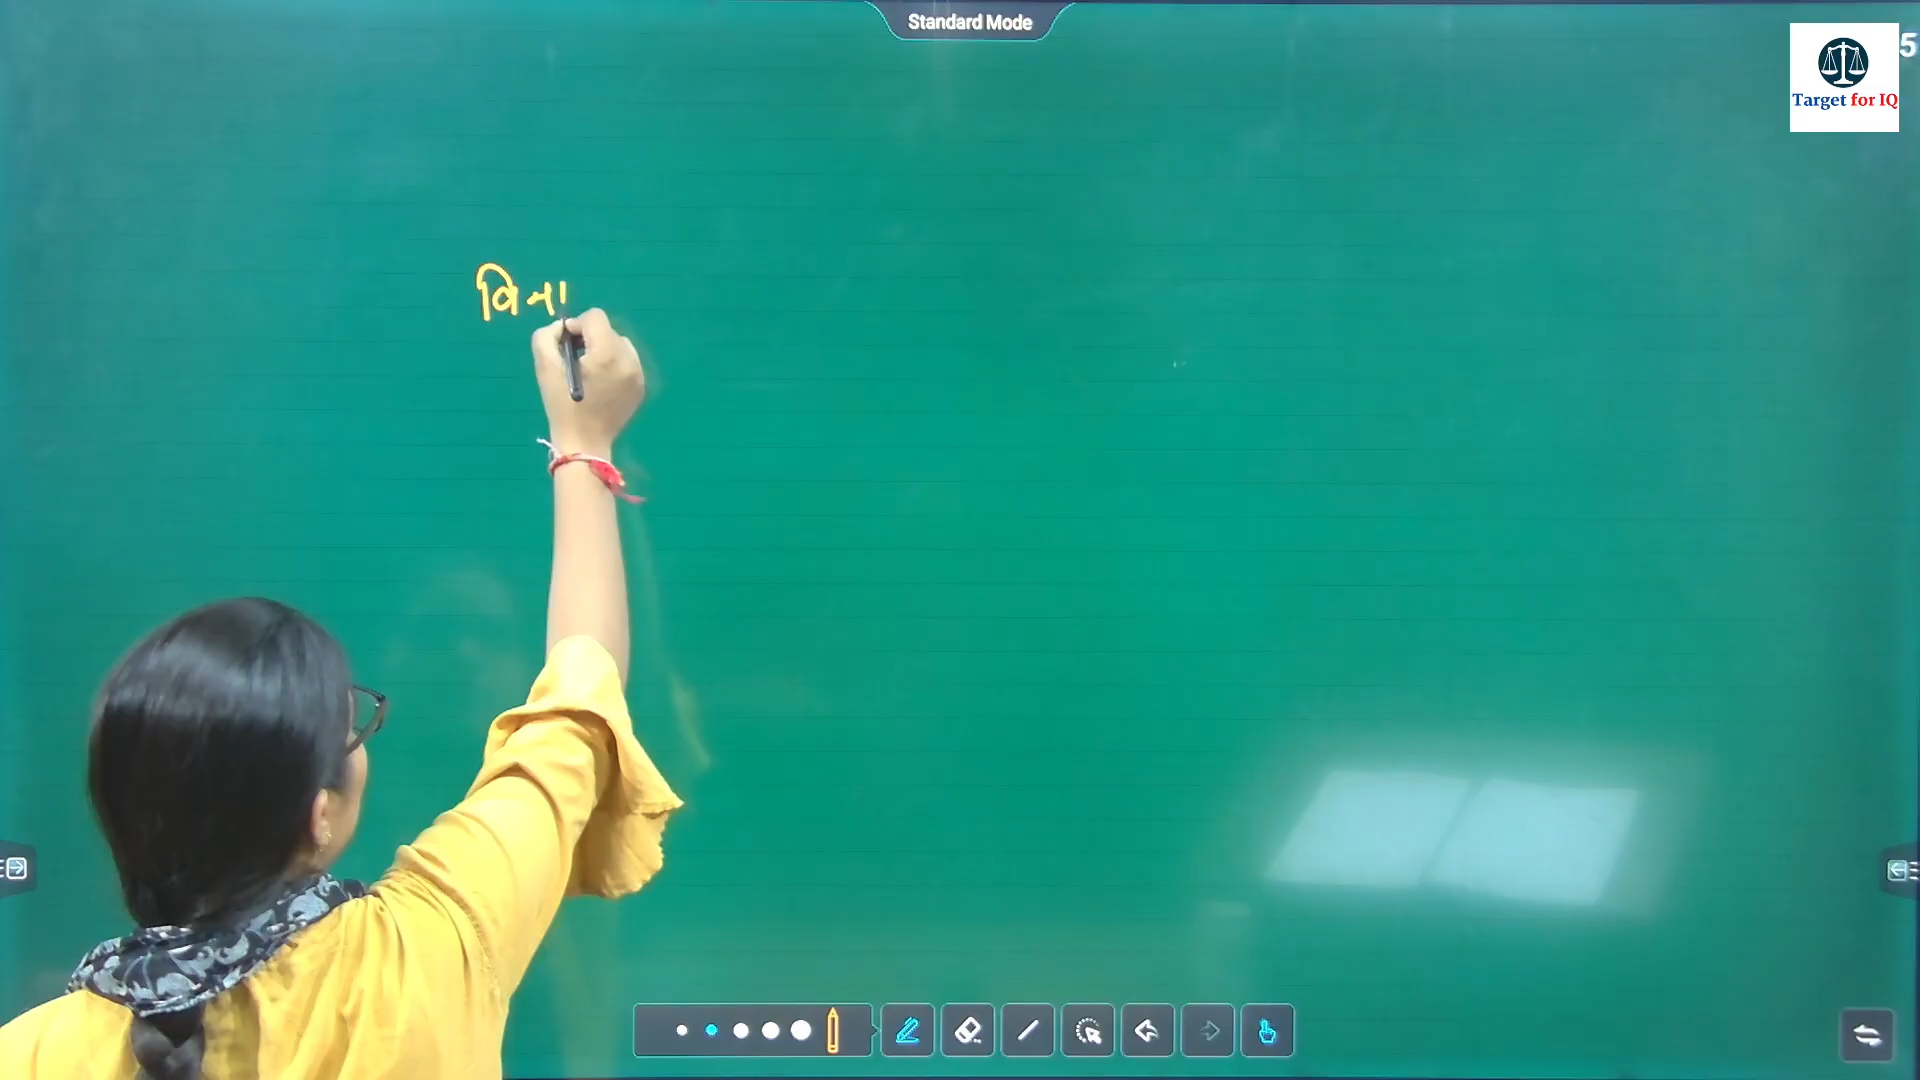 Standard Mode
5
Target for IQ
विना